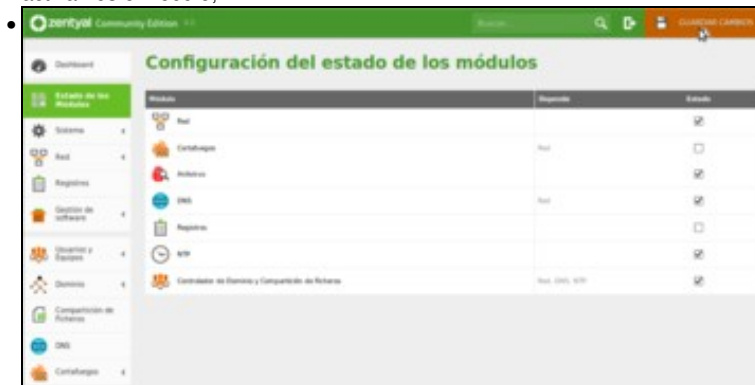 zentyal Community Edition
Buscar...
GUARDAR CAMBIOS
Configuración del estado de los módulos
Dashboard
Estado de los
Módulos
Sistema
Red
Registros
Gestión de
software
Usuarios y
Equipos
Dominio
Compartición de
ficheros
DNS
Cortafuegos
Módulo Depende Estado
Red
Cortafuegos Red
Antivirus
DNS Red
Registros
NTP
Controlador de Dominio y Compartición de ficheros Red, DNS, NTP